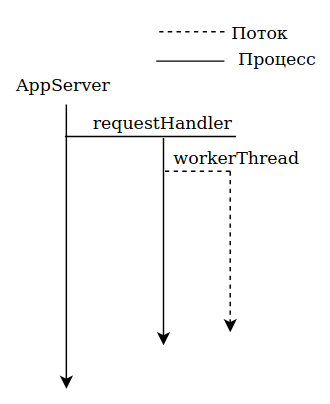 Поток
Процесс
AppServer
requestHandler
workerThread